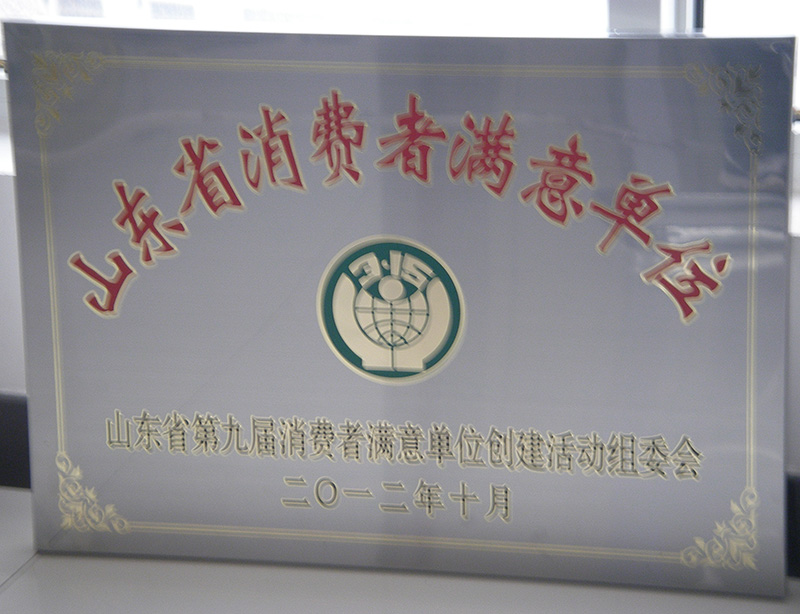 山东省消费者满意单位
3·15
山东省第九届消费者满意单位创建活动组委会
二〇一二年十月